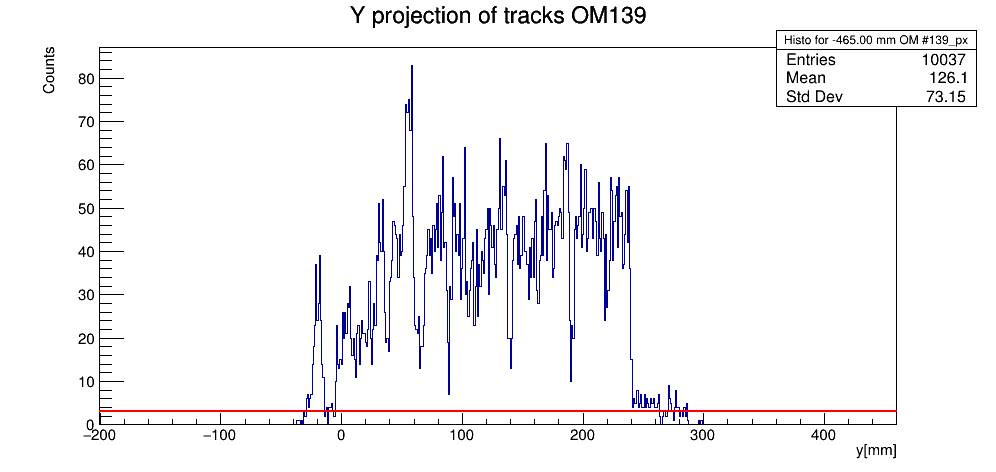 Y projection of tracks OM139
Histo for -465.00 mm OM #139_px
Entries 10037
Mean 126.1
Std Dev 73.15
Counts
80
70
60
50
40
30
20
10
0
−200 −100 0 100 200 300 400
y[mm]